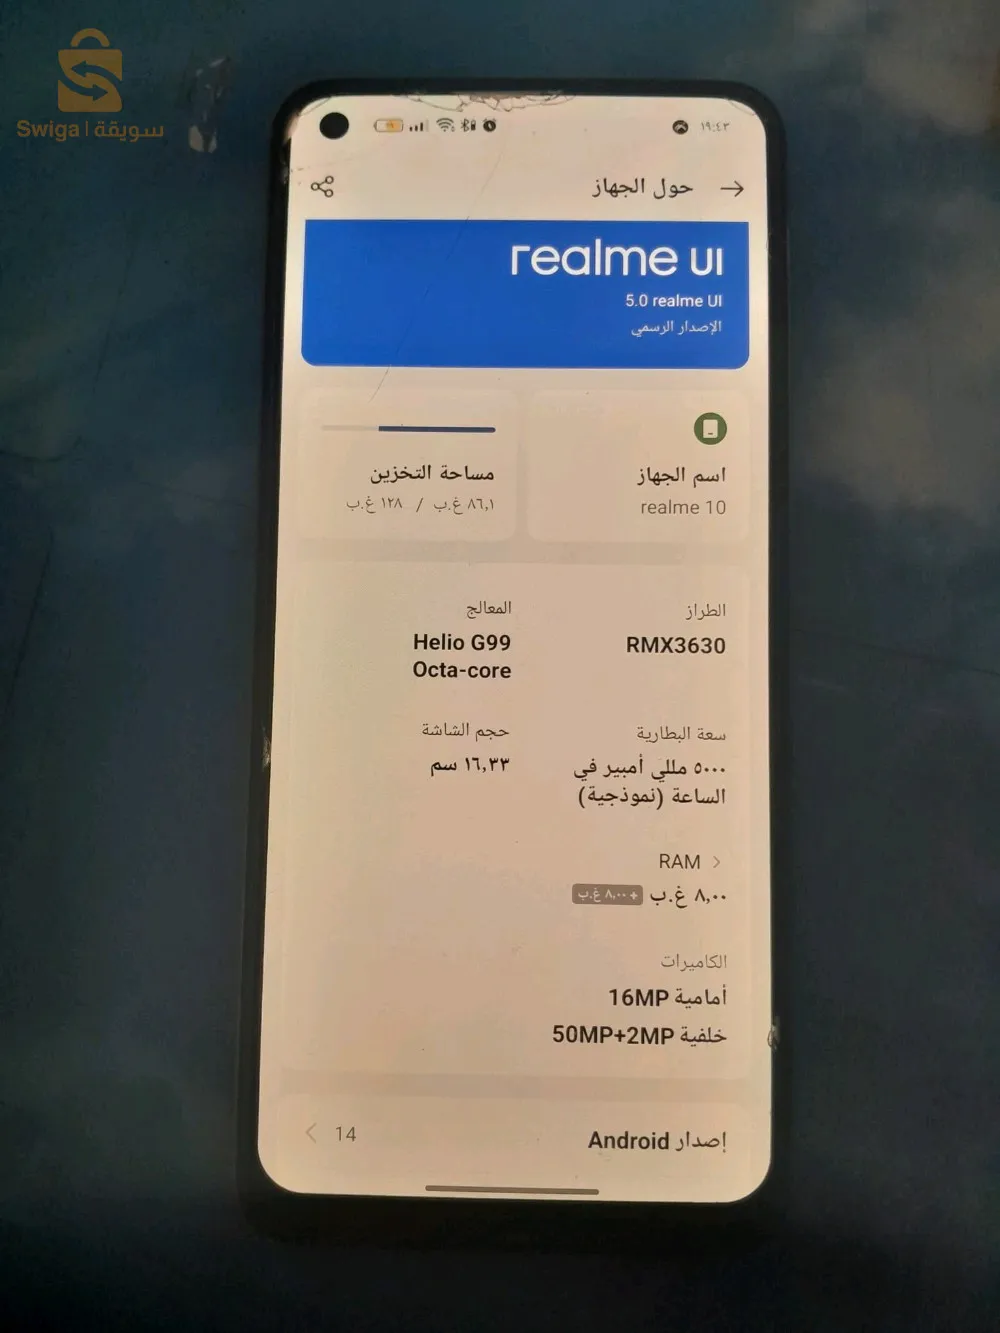 Swiga | سويقة
١٩:٤٣
حول الجهاز
realme UI
5.0 realme UI
الإصدار الرسمي
اسم الجهاز
realme 10
مساحة التخزين
٨٦,١ غ.ب / ١٢٨ غ.ب
الطراز
RMX3630
المعالج
Helio G99
Octa-core
سعة البطارية
٥٠٠٠ مللي أمبير في
الساعة (نموذجية)
حجم الشاشة
١٦,٣٣ سم
RAM
٨,٠٠ غ.ب +٨,٠٠ غ.ب
الكاميرات
أمامية 16MP
خلفية 50MP+2MP
إصدار Android
14